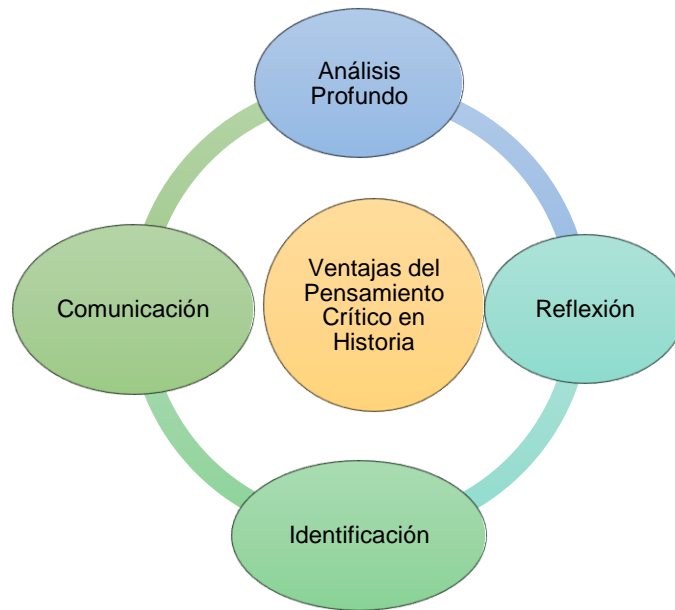 Análisis
Profundo
Ventajas del
Pensamiento
Crítico en
Historia
Comunicación
Reflexión
Identificación